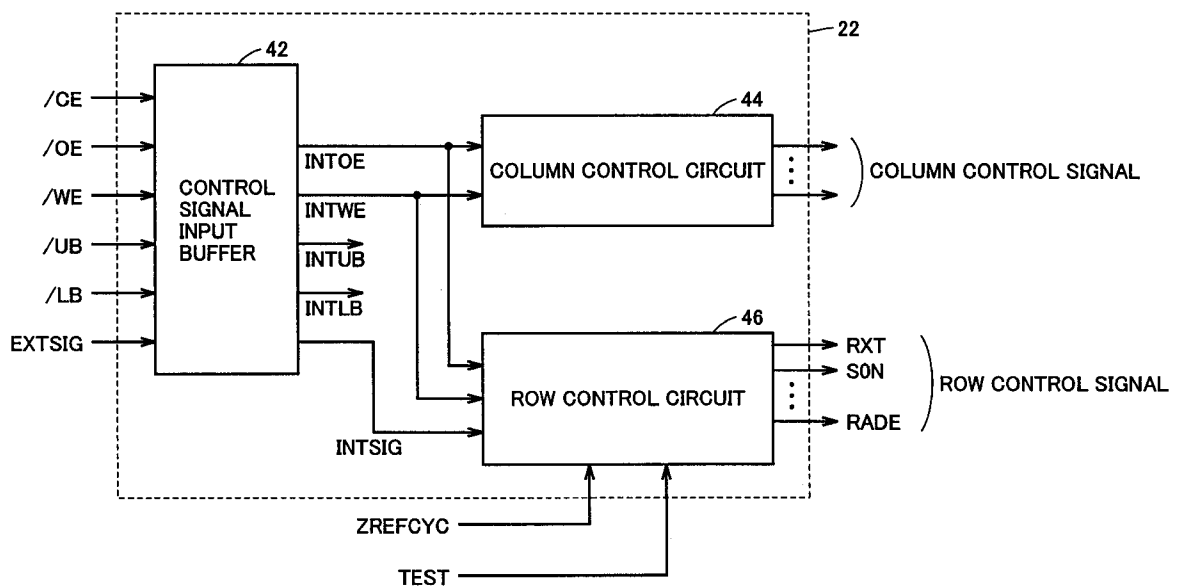 22
42
/CE
/OE
/WE
/UB
/LB
EXTSIG
CONTROL
SIGNAL
INPUT
BUFFER
INTOE
INTWE
INTUB
INTLB
INTSIG
44
COLUMN CONTROL CIRCUIT
COLUMN CONTROL SIGNAL
46
ROW CONTROL CIRCUIT
RXT
S0N
RADE
ROW CONTROL SIGNAL
ZREFCYC
TEST